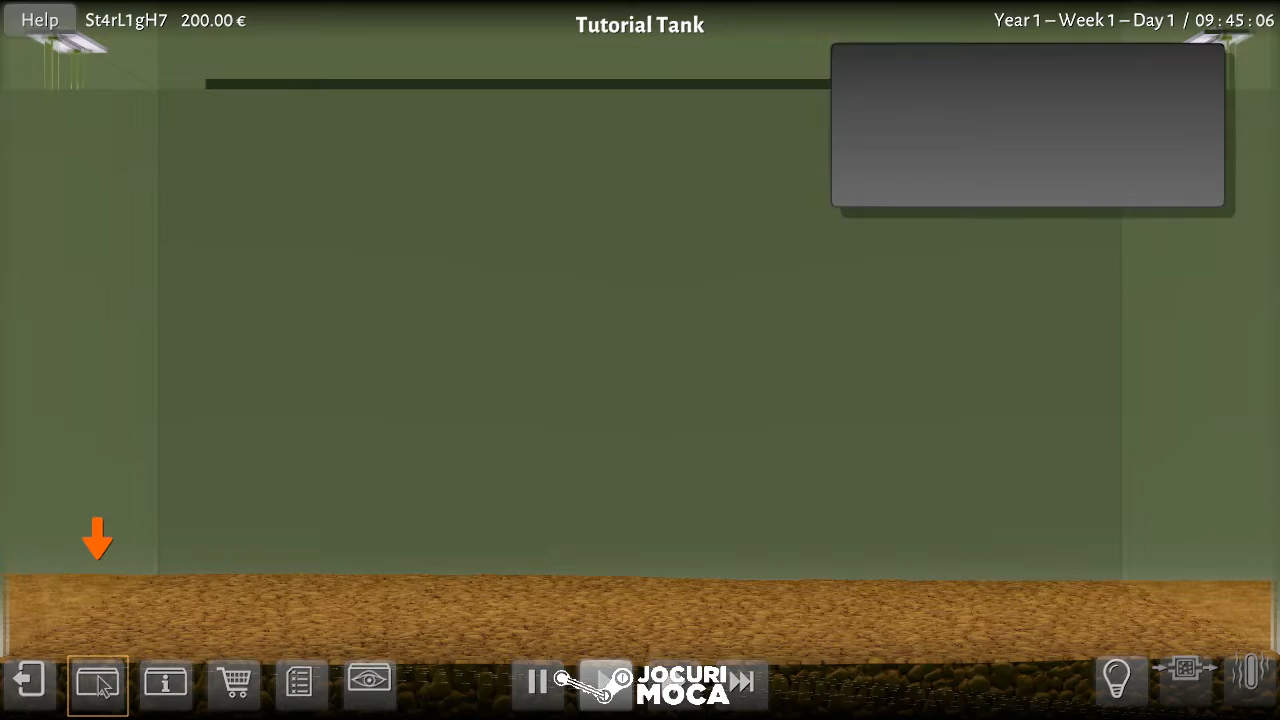 Help St4rL1gH7 200.00 €
Tutorial Tank
Year 1 – Week 1 – Day 1 / 09 : 45 : 06
JOCURI
MOCA